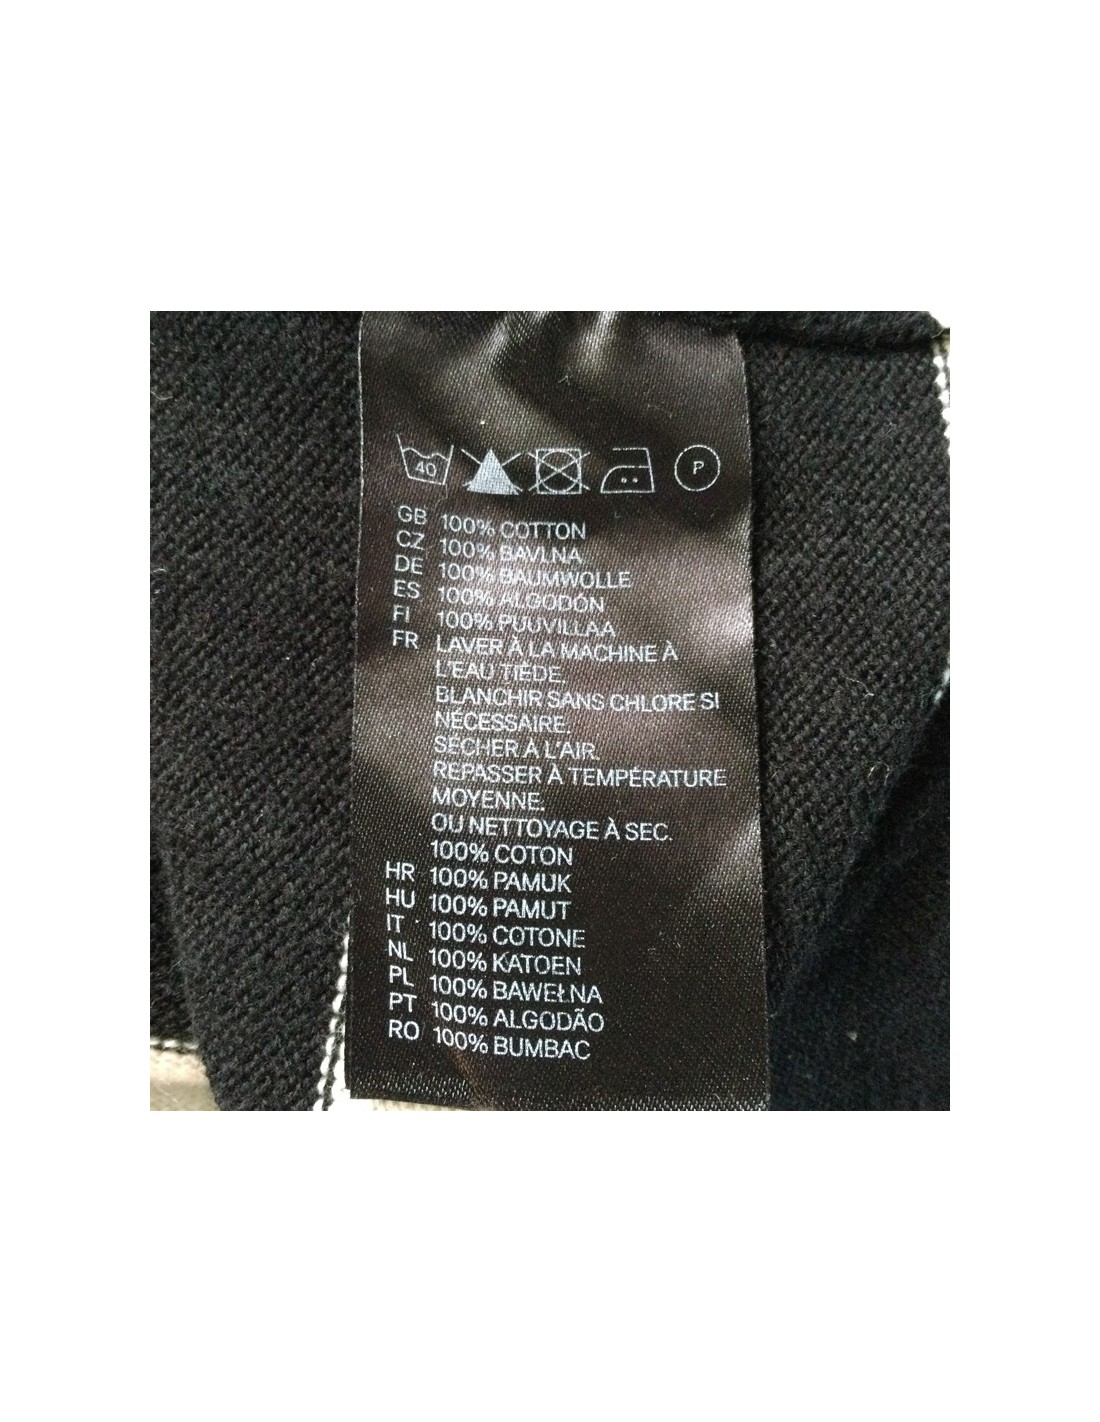 40 P
GB 100% COTTON
CZ 100% BAVLNA
DE 100% BAUMWOLLE
ES 100% ALGODÓN
FI 100% PUUVILLAA
FR LAVER À LA MACHINE À
L'EAU TIÈDE.
BLANCHIR SANS CHLORE SI
NÉCESSAIRE.
SÉCHER À L'AIR.
REPASSER À TEMPÉRATURE
MOYENNE.
OU NETTOYAGE À SEC.
100% COTON
HR 100% PAMUK
HU 100% PAMUT
IT 100% COTONE
NL 100% KATOEN
PL 100% BAWEŁNA
PT 100% ALGODÃO
RO 100% BUMBAC